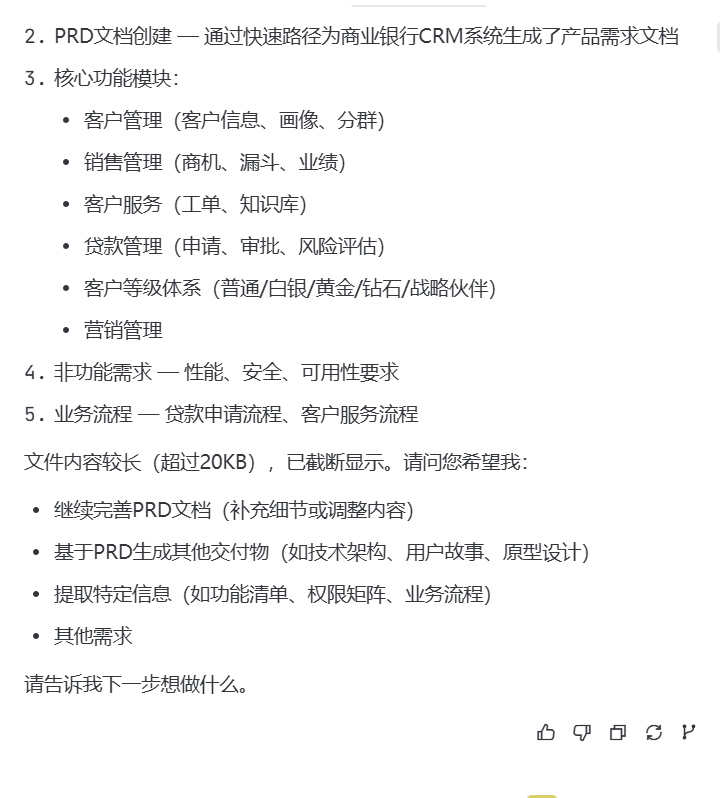 2. PRD文档创建 — 通过快速路径为商业银行CRM系统生成了产品需求文档
3. 核心功能模块：
• 客户管理（客户信息、画像、分群）
• 销售管理（商机、漏斗、业绩）
• 客户服务（工单、知识库）
• 贷款管理（申请、审批、风险评估）
• 客户等级体系（普通/白银/黄金/钻石/战略伙伴）
• 营销管理
4. 非功能需求 — 性能、安全、可用性要求
5. 业务流程 — 贷款申请流程、客户服务流程
文件内容较长（超过20KB），已截断显示。请问您希望我：
• 继续完善PRD文档（补充细节或调整内容）
• 基于PRD生成其他交付物（如技术架构、用户故事、原型设计）
• 提取特定信息（如功能清单、权限矩阵、业务流程）
• 其他需求
请告诉我下一步想做什么。